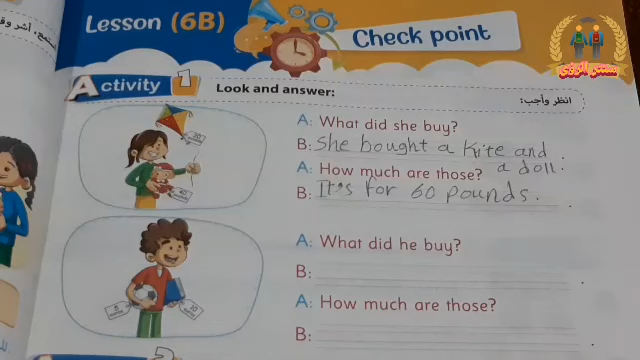 Lesson (6B)
Check point
Activity 1
Look and answer:
انظر وأجب:
A: What did she buy?
B: She bought a kite and
a doll.
A: How much are those?
B: It's for 60 pounds.
A: What did he buy?
B:
A: How much are those?
B: